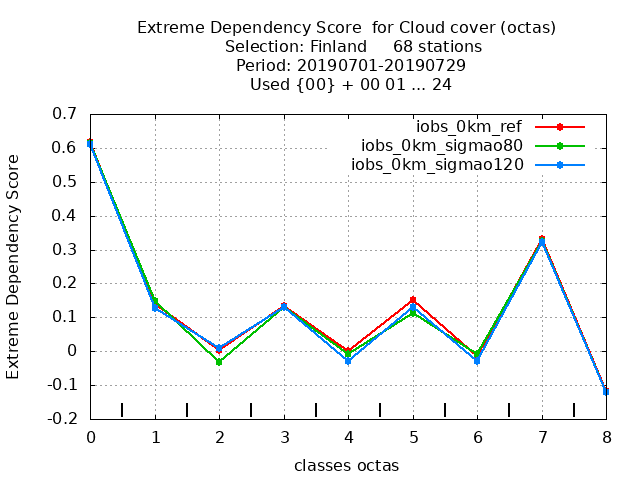 Extreme Dependency Score  for Cloud cover (octas)
Selection: Finland     68 stations
Period: 20190701-20190729
Used {00} + 00 01 ... 24
iobs_0km_ref
iobs_0km_sigmao80
iobs_0km_sigmao120
Extreme Dependency Score
0.7
0.6
0.5
0.4
0.3
0.2
0.1
0
-0.1
-0.2
0 1 2 3 4 5 6 7 8
classes octas